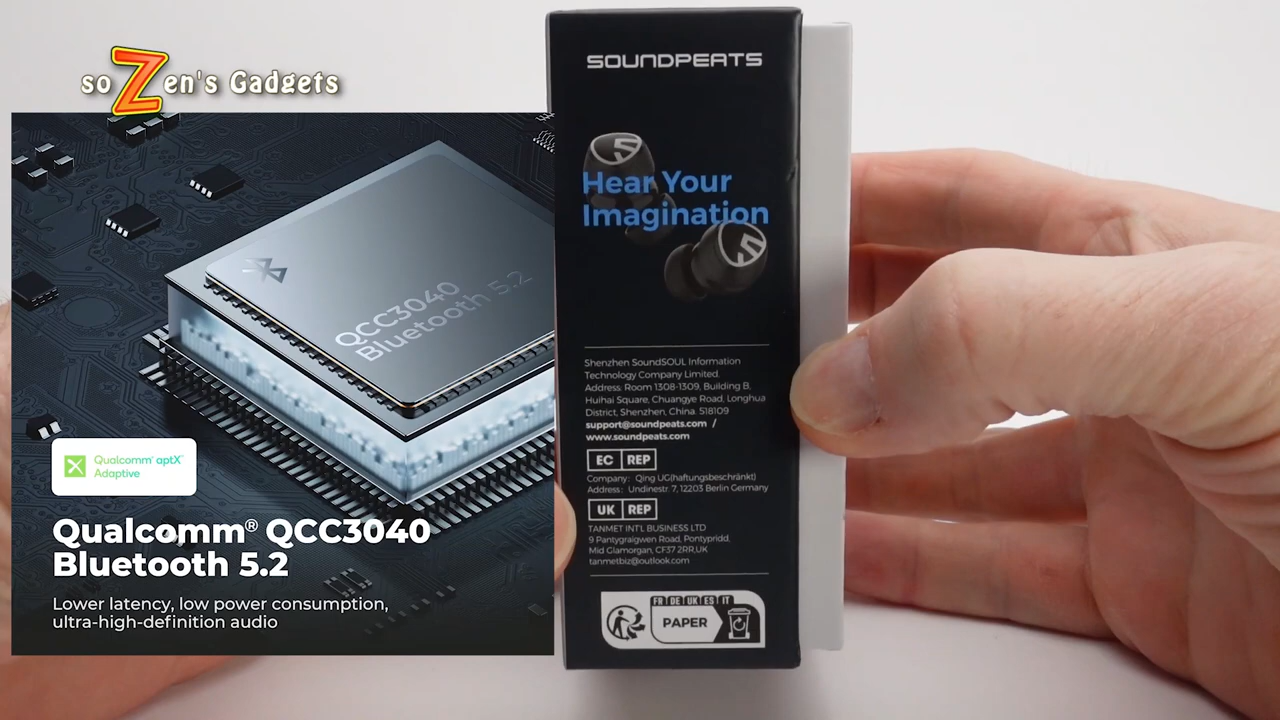 soZen's Gadgets
QCC3040
Bluetooth 5.2
Qualcomm aptX
Adaptive
Qualcomm® QCC3040
Bluetooth 5.2
Lower latency, low power consumption,
ultra-high-definition audio
SOUNDPEATS
Hear Your
Imagination
Shenzhen SoundSOUL Information
Technology Company Limited.
Address: Room 1308-1309, Building B,
Huihai Square, Chuangye Road, Longhua
District, Shenzhen, China. 518109
support@soundpeats.com /
www.soundpeats.com
EC REP
Company: Qing UG(haftungsbeschränkt)
Address: Undinestr. 7, 12203 Berlin Germany
UK REP
TANMET INT'L BUSINESS LTD
9 Pantygraigwen Road, Pontypridd,
Mid Glamorgan, CF37 2RR,UK
tanmetbiz@outlook.com
FR DE UK ES IT
PAPER